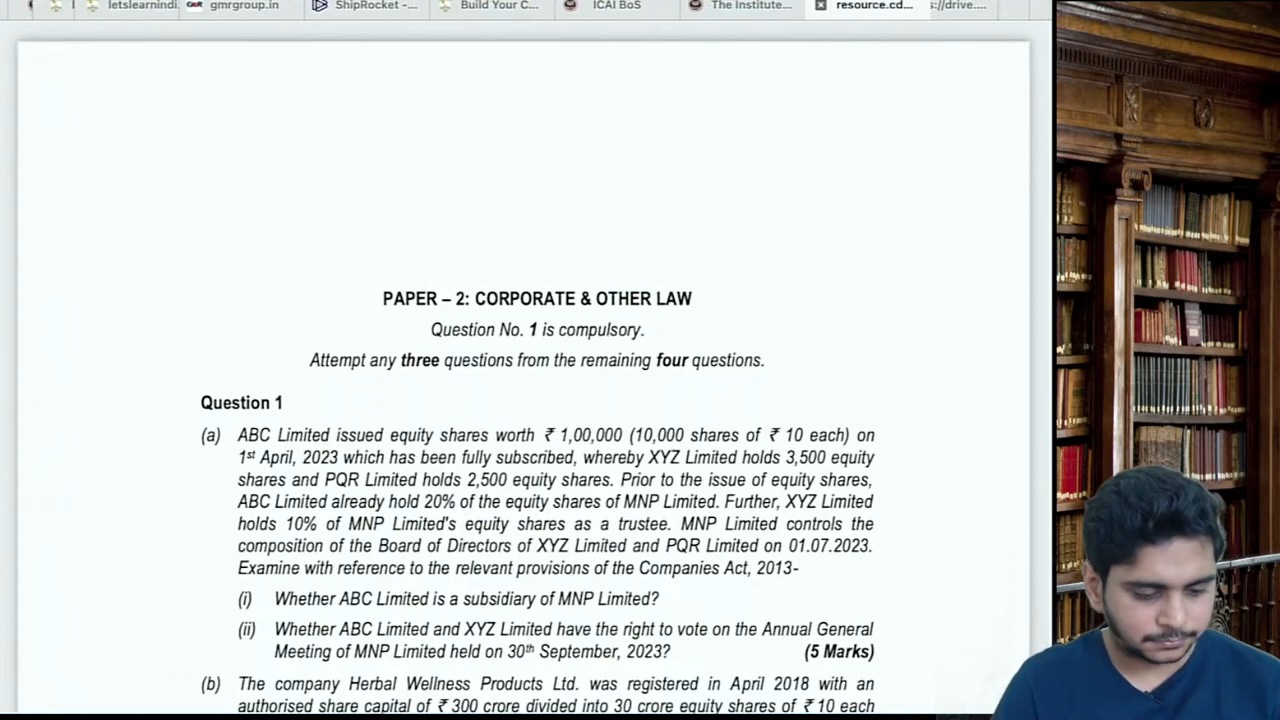 letslearnindi
gmrgroup.in
ShipRocket -...
Build Your C...
ICAI BoS
The Institute...
resource.cd...
s://drive....
PAPER – 2: CORPORATE & OTHER LAW
Question No. 1 is compulsory.
Attempt any three questions from the remaining four questions.
Question 1
(a) ABC Limited issued equity shares worth ₹ 1,00,000 (10,000 shares of ₹ 10 each) on
1st April, 2023 which has been fully subscribed, whereby XYZ Limited holds 3,500 equity
shares and PQR Limited holds 2,500 equity shares. Prior to the issue of equity shares,
ABC Limited already hold 20% of the equity shares of MNP Limited. Further, XYZ Limited
holds 10% of MNP Limited's equity shares as a trustee. MNP Limited controls the
composition of the Board of Directors of XYZ Limited and PQR Limited on 01.07.2023.
Examine with reference to the relevant provisions of the Companies Act, 2013-
(i) Whether ABC Limited is a subsidiary of MNP Limited?
(ii) Whether ABC Limited and XYZ Limited have the right to vote on the Annual General
Meeting of MNP Limited held on 30th September, 2023? (5 Marks)
(b) The company Herbal Wellness Products Ltd. was registered in April 2018 with an
authorised share capital of ₹ 300 crore divided into 30 crore equity shares of ₹ 10 each